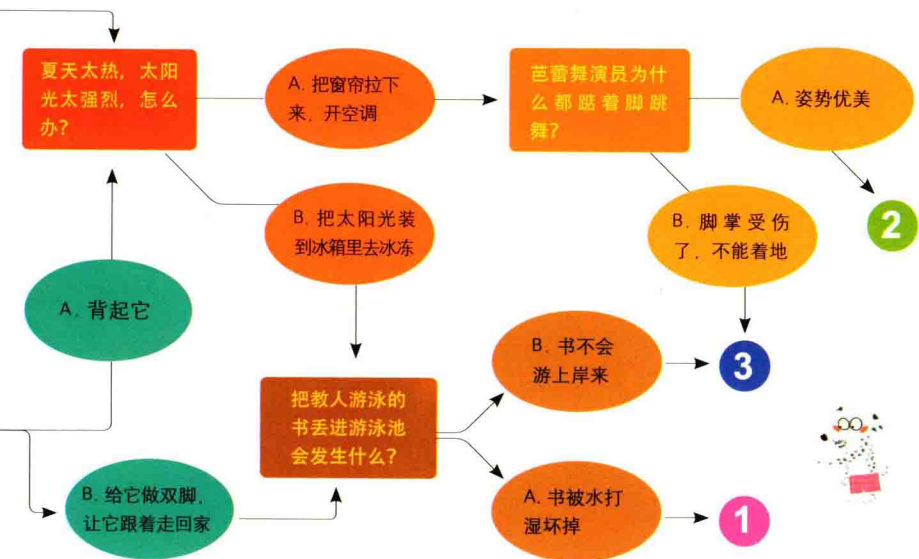 夏天太热，太阳
光太强烈，怎么
办？
A. 把窗帘拉下
来，开空调
芭蕾舞演员为什
么都踮着脚跳
舞？
A. 姿势优美
B. 把太阳光装
到冰箱里去冰冻
B. 脚掌受伤
了，不能着地
2
A. 背起它
B. 书不会
游上岸来
3
把教人游泳的
书丢进游泳池
会发生什么？
B. 给它做双脚，
让它跟着走回家
A. 书被水打
湿坏掉
1